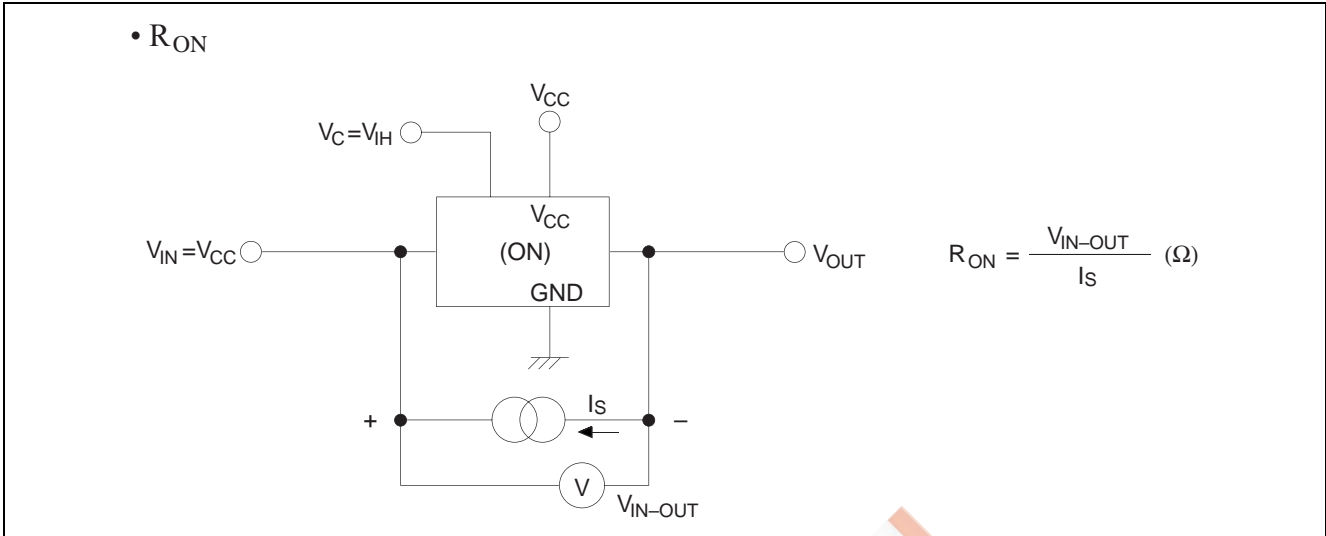 • RON
VCC
VC=VIH
VCC
VIN=VCC
(ON)
VOUT
GND
RON = VIN–OUT / IS (Ω)
IS
+
–
V
VIN–OUT